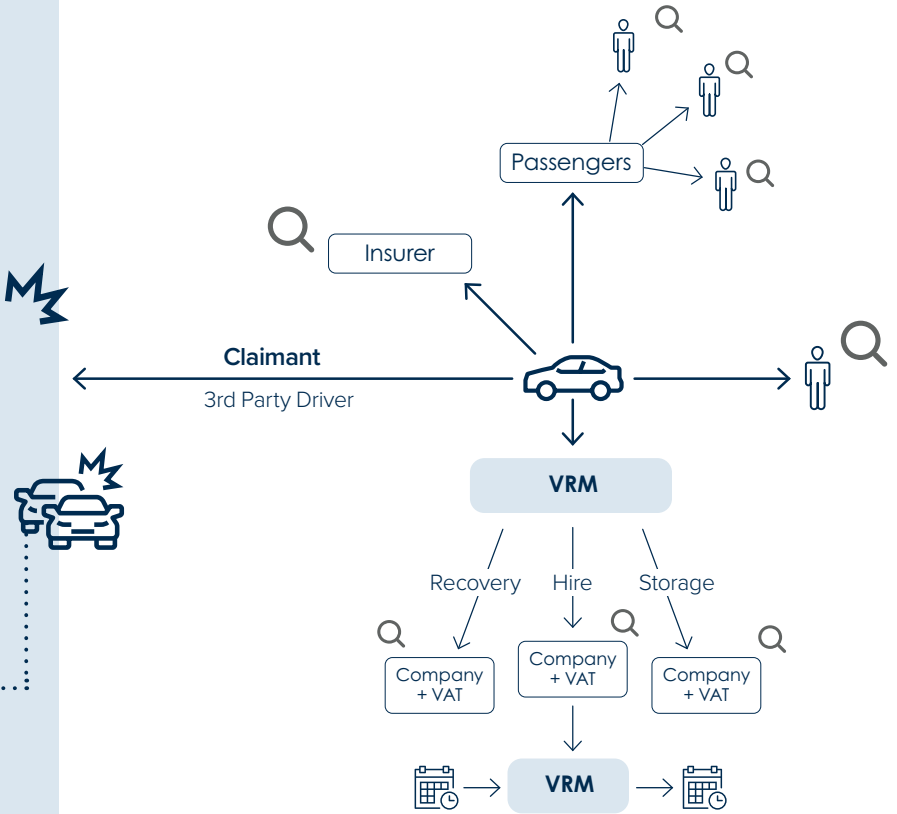 Passengers
Insurer
Claimant
3rd Party Driver
VRM
Recovery
Hire
Storage
Company
+ VAT
Company
+ VAT
Company
+ VAT
VRM